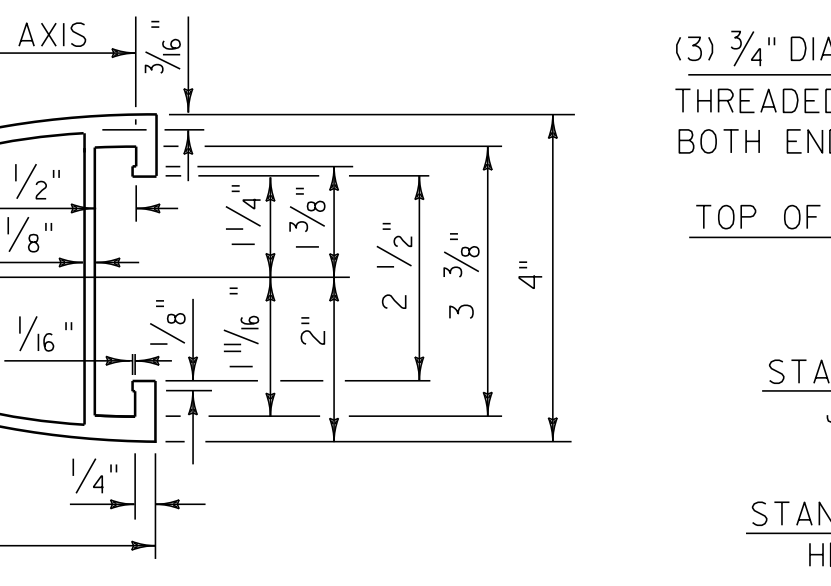 AXIS
3/16"
(3) 3/4" DIA
THREADED
BOTH END
1/2"
1 1/4"
1 3/8"
TOP OF
1/8"
2 1/2"
3 3/8"
4"
1/16"
1/8"
1 11/16"
2"
STA
1/4"
STAN